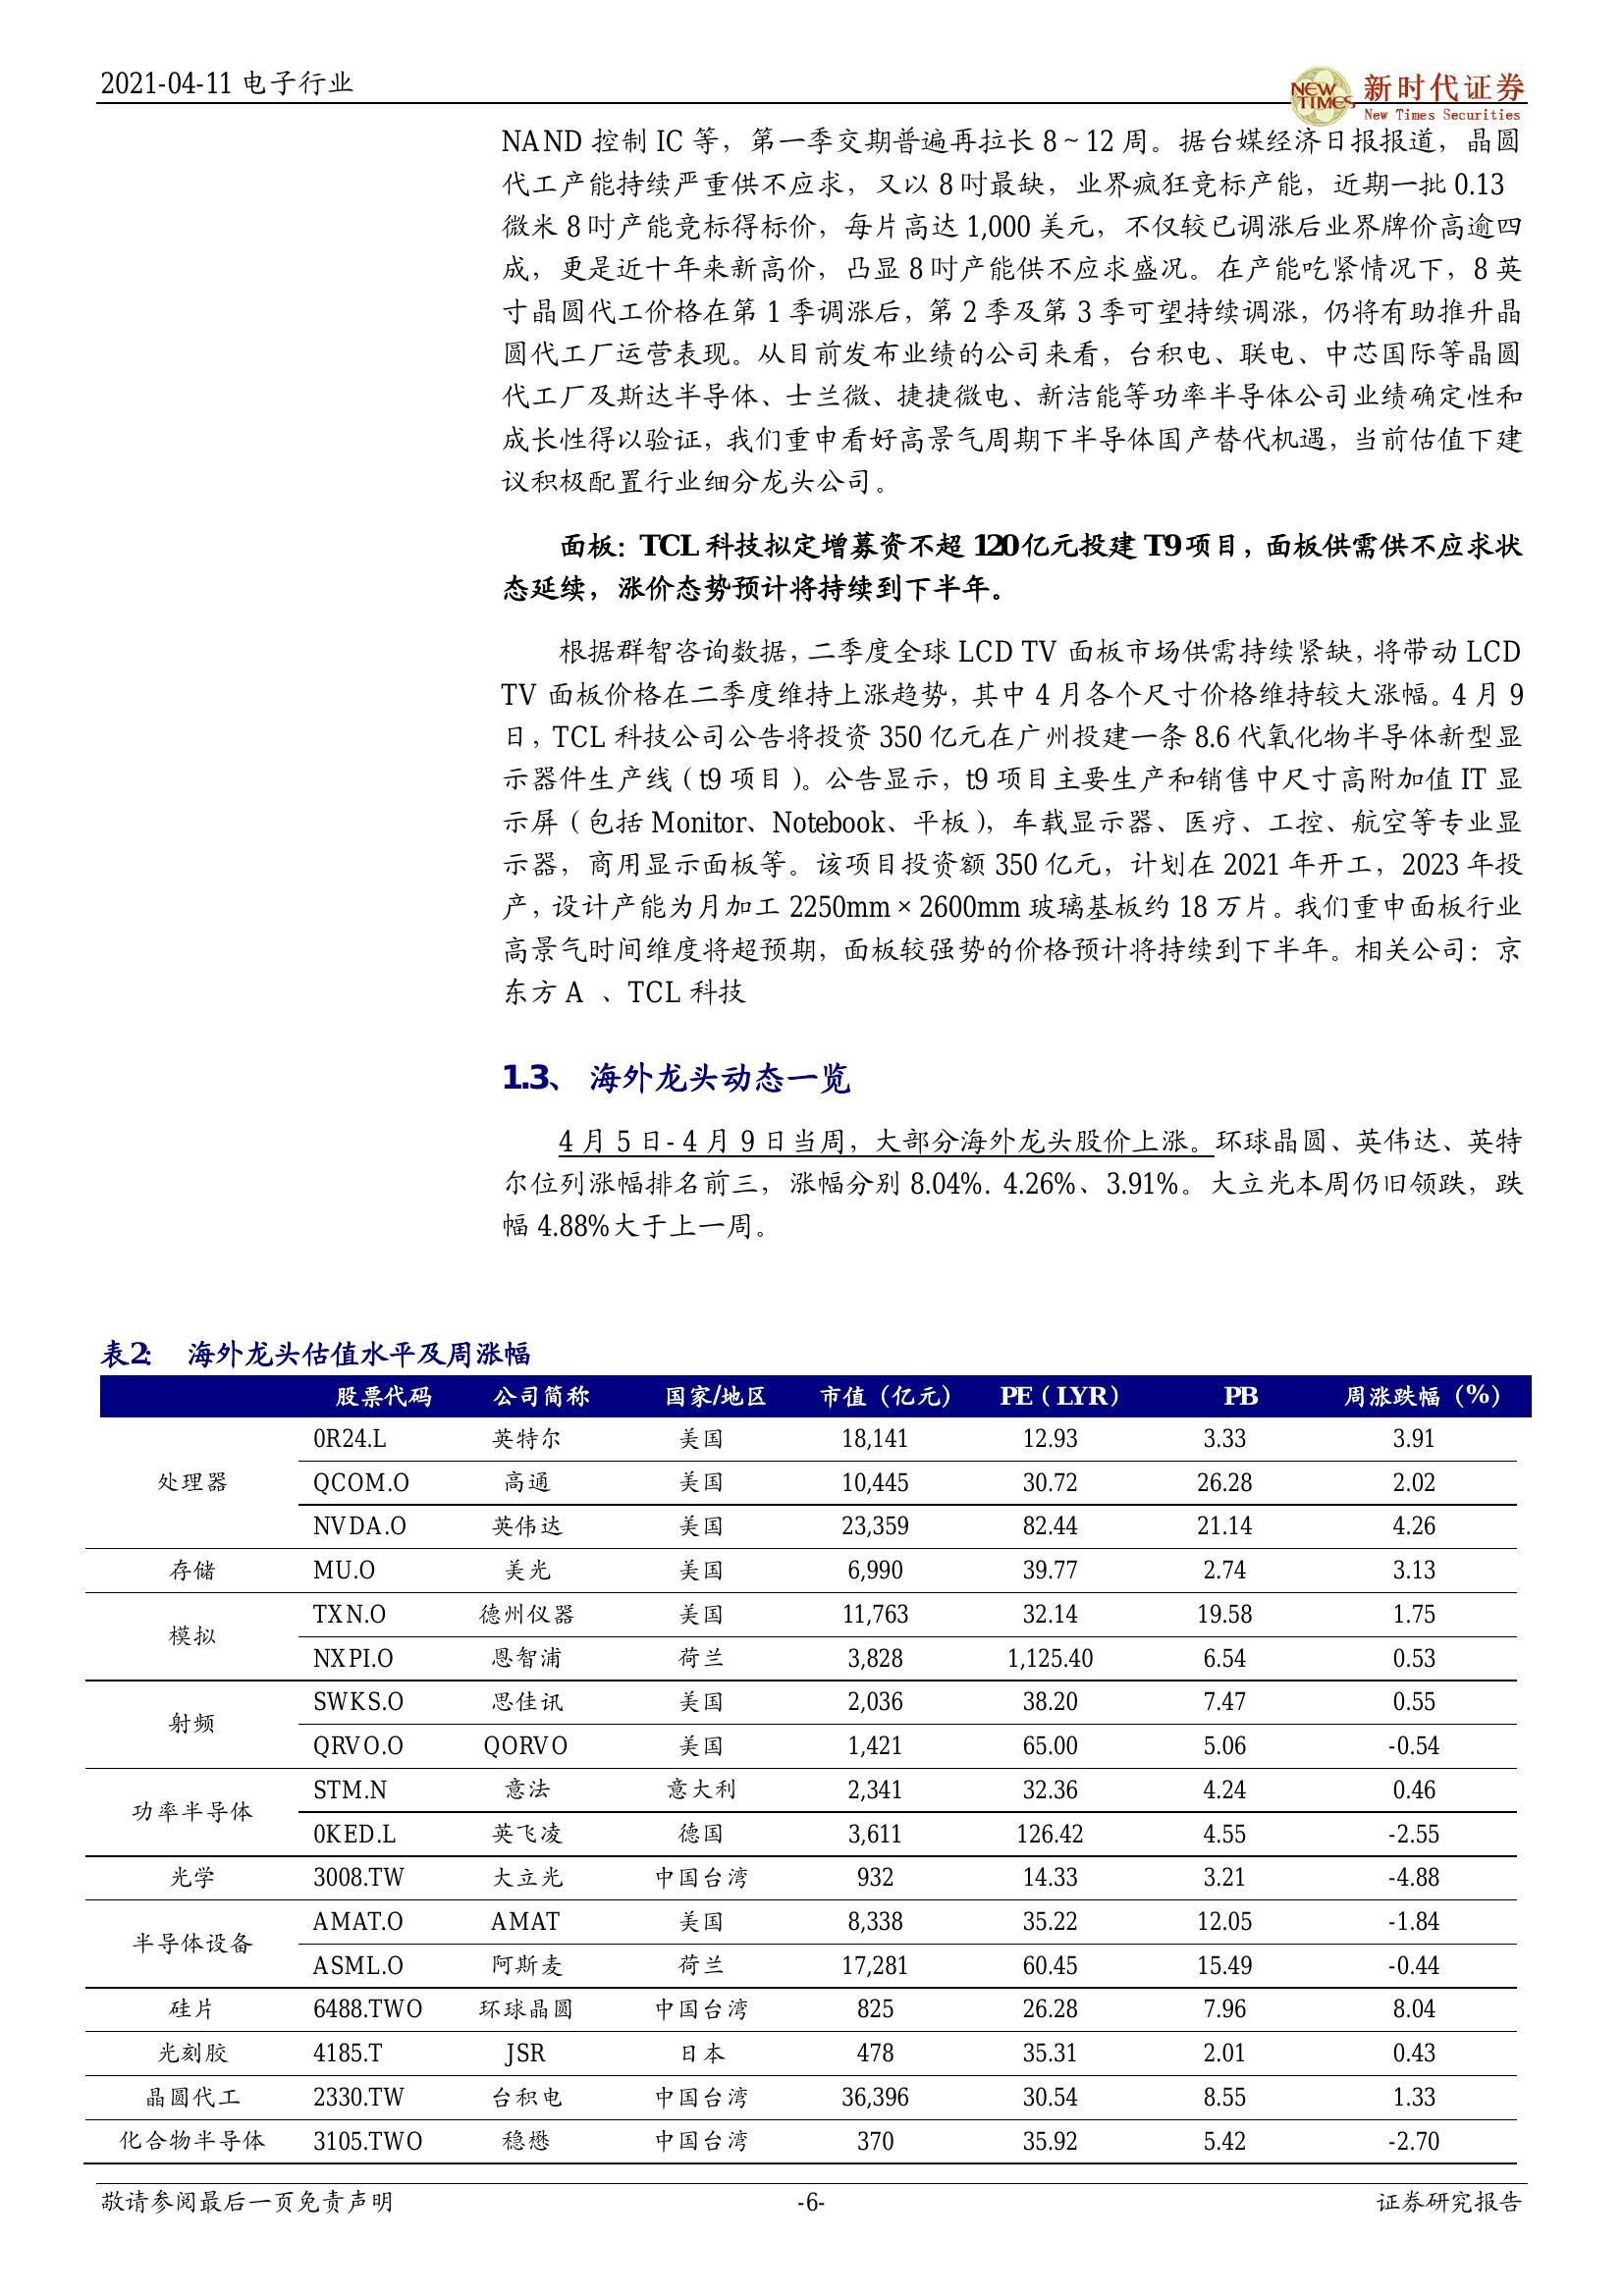 2021-04-11 电子行业
NEW TIMES 新时代证券
New Times Securities
NAND 控制 IC 等，第一季交期普遍再拉长 8~12 周。据台媒经济日报报道，晶圆
代工产能持续严重供不应求，又以 8 吋最缺，业界疯狂竞标产能，近期一批 0.13
微米 8 吋产能竞标得标价，每片高达 1,000 美元，不仅较已调涨后业界牌价高逾四
成，更是近十年来新高价，凸显 8 吋产能供不应求盛况。在产能吃紧情况下，8 英
寸晶圆代工价格在第 1 季调涨后，第 2 季及第 3 季可望持续调涨，仍将有助推升晶
圆代工厂运营表现。从目前发布业绩的公司来看，台积电、联电、中芯国际等晶圆
代工厂及斯达半导体、士兰微、捷捷微电、新洁能等功率半导体公司业绩确定性和
成长性得以验证，我们重申看好高景气周期下半导体国产替代机遇，当前估值下建
议积极配置行业细分龙头公司。
面板：TCL 科技拟定增募资不超 120 亿元投建 T9 项目，面板供需供不应求状
态延续，涨价态势预计将持续到下半年。
根据群智咨询数据，二季度全球 LCD TV 面板市场供需持续紧缺，将带动 LCD
TV 面板价格在二季度维持上涨趋势，其中 4 月各个尺寸价格维持较大涨幅。4 月 9
日，TCL 科技公司公告将投资 350 亿元在广州投建一条 8.6 代氧化物半导体新型显
示器件生产线（t9 项目）。公告显示，t9 项目主要生产和销售中尺寸高附加值 IT 显
示屏（包括 Monitor、Notebook、平板），车载显示器、医疗、工控、航空等专业显
示器，商用显示面板等。该项目投资额 350 亿元，计划在 2021 年开工，2023 年投
产，设计产能为月加工 2250mm×2600mm 玻璃基板约 18 万片。我们重申面板行业
高景气时间维度将超预期，面板较强势的价格预计将持续到下半年。相关公司：京
东方 A 、TCL 科技
1.3、 海外龙头动态一览
4 月 5 日- 4 月 9 日当周，大部分海外龙头股价上涨。环球晶圆、英伟达、英特
尔位列涨幅排名前三，涨幅分别 8.04%. 4.26%、3.91%。大立光本周仍旧领跌，跌
幅 4.88%大于上一周。
表2： 海外龙头估值水平及周涨幅
股票代码 公司简称 国家/地区 市值（亿元） PE（LYR） PB 周涨跌幅（%）
0R24.L 英特尔 美国 18,141 12.93 3.33 3.91
处理器 QCOM.O 高通 美国 10,445 30.72 26.28 2.02
NVDA.O 英伟达 美国 23,359 82.44 21.14 4.26
存储 MU.O 美光 美国 6,990 39.77 2.74 3.13
模拟 TXN.O 德州仪器 美国 11,763 32.14 19.58 1.75
NXPI.O 恩智浦 荷兰 3,828 1,125.40 6.54 0.53
射频 SWKS.O 思佳讯 美国 2,036 38.20 7.47 0.55
QRVO.O QORVO 美国 1,421 65.00 5.06 -0.54
功率半导体 STM.N 意法 意大利 2,341 32.36 4.24 0.46
0KED.L 英飞凌 德国 3,611 126.42 4.55 -2.55
光学 3008.TW 大立光 中国台湾 932 14.33 3.21 -4.88
半导体设备 AMAT.O AMAT 美国 8,338 35.22 12.05 -1.84
ASML.O 阿斯麦 荷兰 17,281 60.45 15.49 -0.44
硅片 6488.TWO 环球晶圆 中国台湾 825 26.28 7.96 8.04
光刻胶 4185.T JSR 日本 478 35.31 2.01 0.43
晶圆代工 2330.TW 台积电 中国台湾 36,396 30.54 8.55 1.33
化合物半导体 3105.TWO 稳懋 中国台湾 370 35.92 5.42 -2.70
敬请参阅最后一页免责声明 -6- 证券研究报告